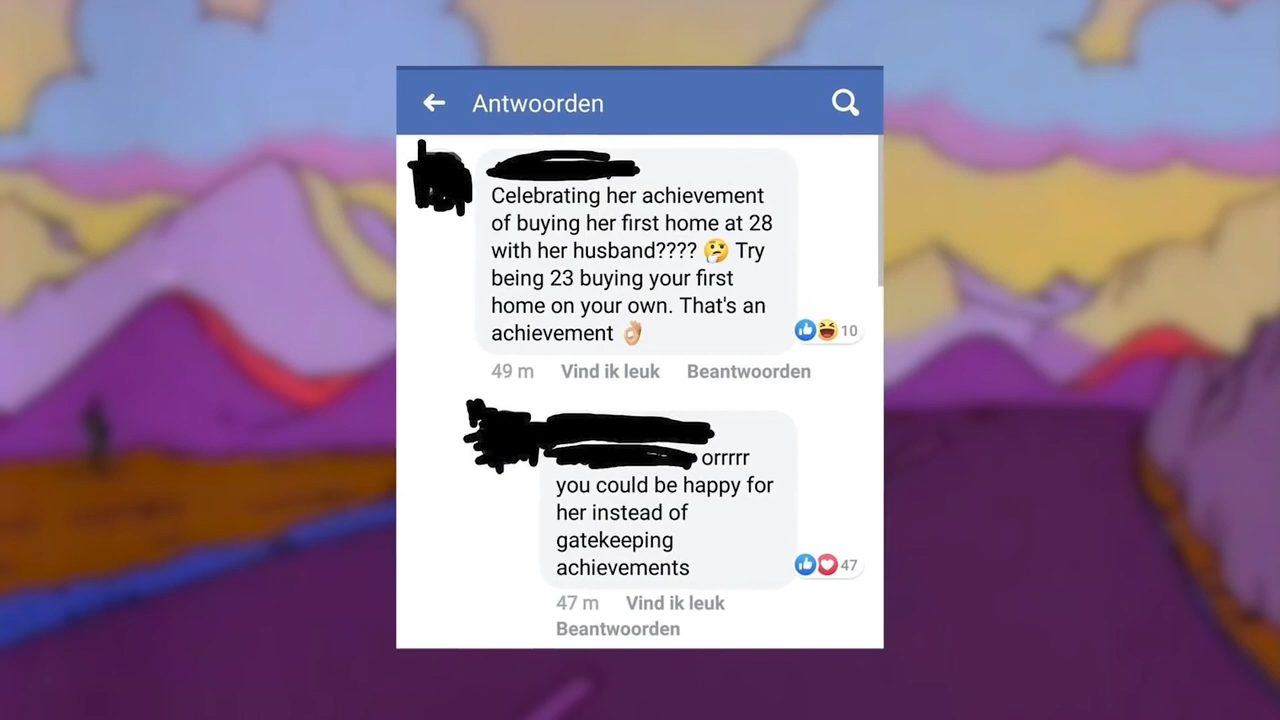 Antwoorden
Celebrating her achievement
of buying her first home at 28
with her husband???? 🤔 Try
being 23 buying your first
home on your own. That's an
achievement 👌🏼
10
49 m Vind ik leuk Beantwoorden
orrrrr
you could be happy for
her instead of
gatekeeping
achievements
47
47 m Vind ik leuk
Beantwoorden